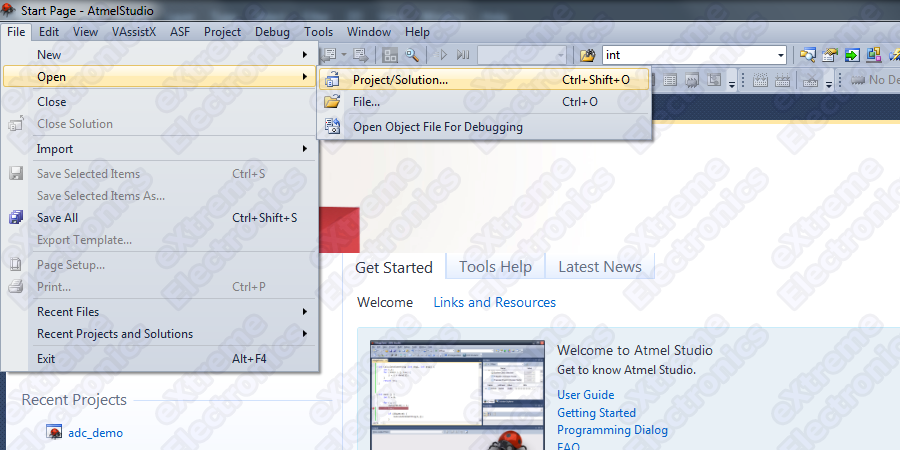 Start Page - AtmelStudio
File Edit View VAssistX ASF Project Debug Tools Window Help
int
New
Open
Project/Solution... Ctrl+Shift+O
Close
File... Ctrl+O
Close Solution
Open Object File For Debugging
Import
Save Selected Items Ctrl+S
Save Selected Items As...
Save All Ctrl+Shift+S
Export Template...
Page Setup...
Print... Ctrl+P
Recent Files
Recent Projects and Solutions
Exit Alt+F4
No De
Get Started Tools Help Latest News
Welcome Links and Resources
Welcome to Atmel Studio
Get to know Atmel Studio.
User Guide
Getting Started
Programming Dialog
FAQ
Recent Projects
adc_demo
eXtreme
Electronics